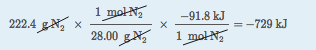 222.4 g N₂ × 1 mol N₂ / 28.00 g N₂ × −91.8 kJ / 1 mol N₂ = −729 kJ